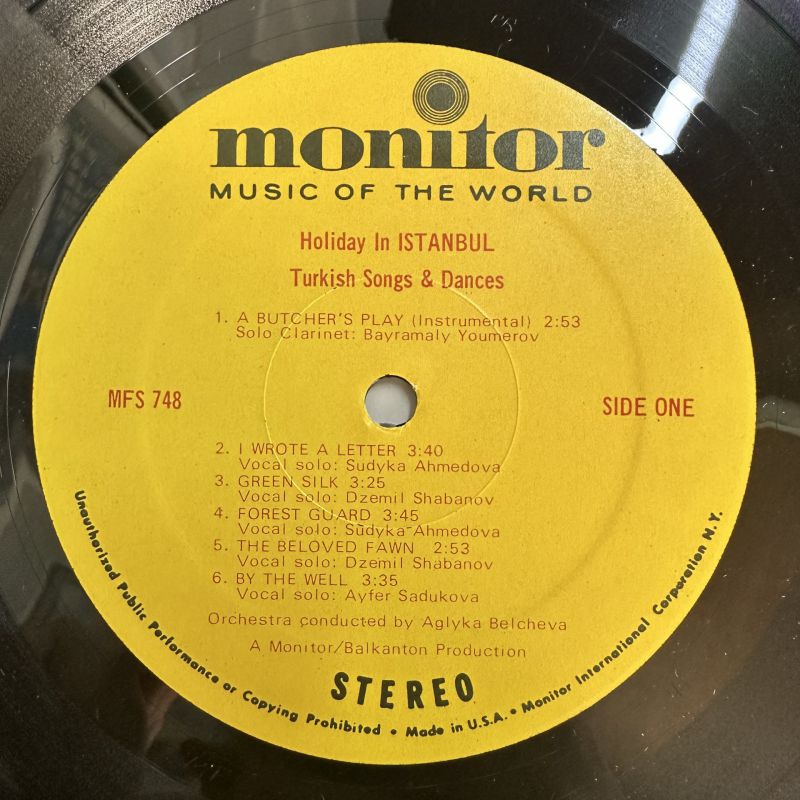 monitor
MUSIC OF THE WORLD
Holiday In ISTANBUL
Turkish Songs & Dances
1. A BUTCHER'S PLAY (Instrumental) 2:53
Solo Clarinet: Bayramaly Youmerov
MFS 748
SIDE ONE
2. I WROTE A LETTER 3:40
Vocal solo: Sudyka Ahmedova
3. GREEN SILK 3:25
Vocal solo: Dzemil Shabanov
4. FOREST GUARD 3:45
Vocal solo: Sudyka Ahmedova
5. THE BELOVED FAWN 2:53
Vocal solo: Dzemil Shabanov
6. BY THE WELL 3:35
Vocal solo: Ayfer Sadukova
Orchestra conducted by Aglyka Belcheva
A Monitor/Balkanton Production
STEREO
Unauthorized Public Performance or Copying Prohibited • Made in U.S.A. • Monitor International Corporation N.Y.